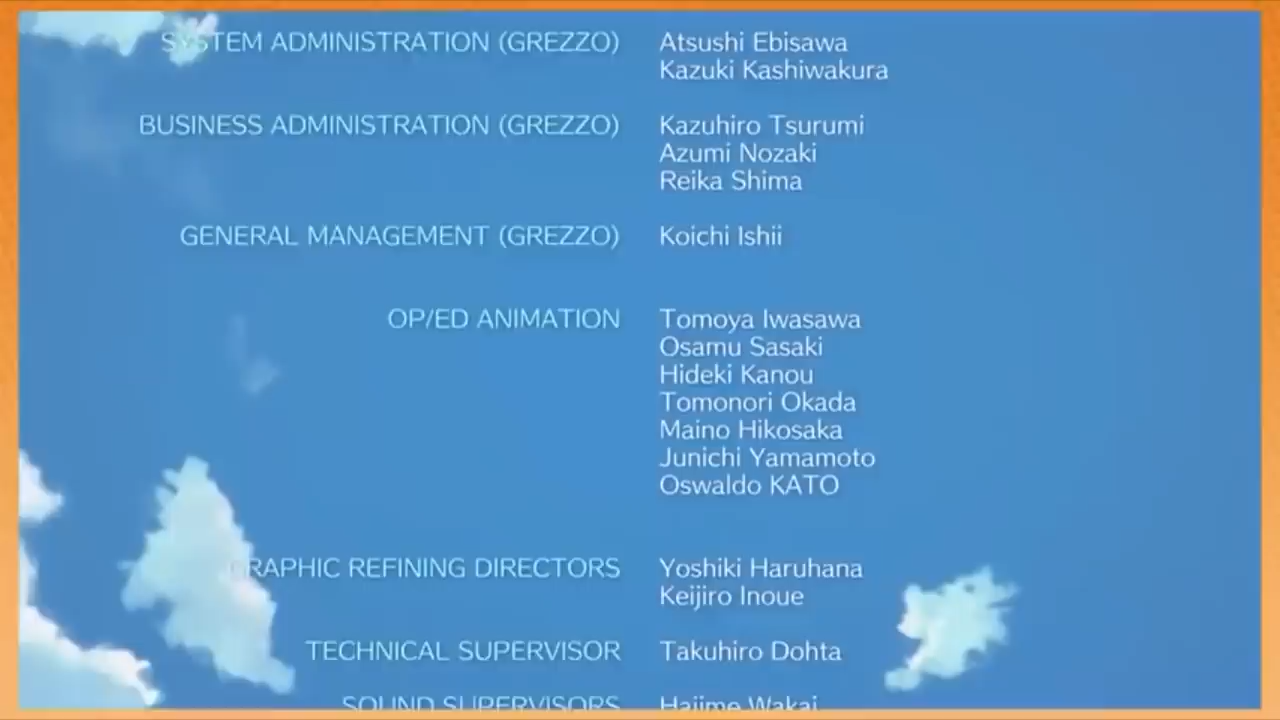 SYSTEM ADMINISTRATION (GREZZO) Atsushi Ebisawa
Kazuki Kashiwakura
BUSINESS ADMINISTRATION (GREZZO) Kazuhiro Tsurumi
Azumi Nozaki
Reika Shima
GENERAL MANAGEMENT (GREZZO) Koichi Ishii
OP/ED ANIMATION Tomoya Iwasawa
Osamu Sasaki
Hideki Kanou
Tomonori Okada
Maino Hikosaka
Junichi Yamamoto
Oswaldo KATO
GRAPHIC REFINING DIRECTORS Yoshiki Haruhana
Keijiro Inoue
TECHNICAL SUPERVISOR Takuhiro Dohta
SOUND SUPERVISORS Hajime Wakai